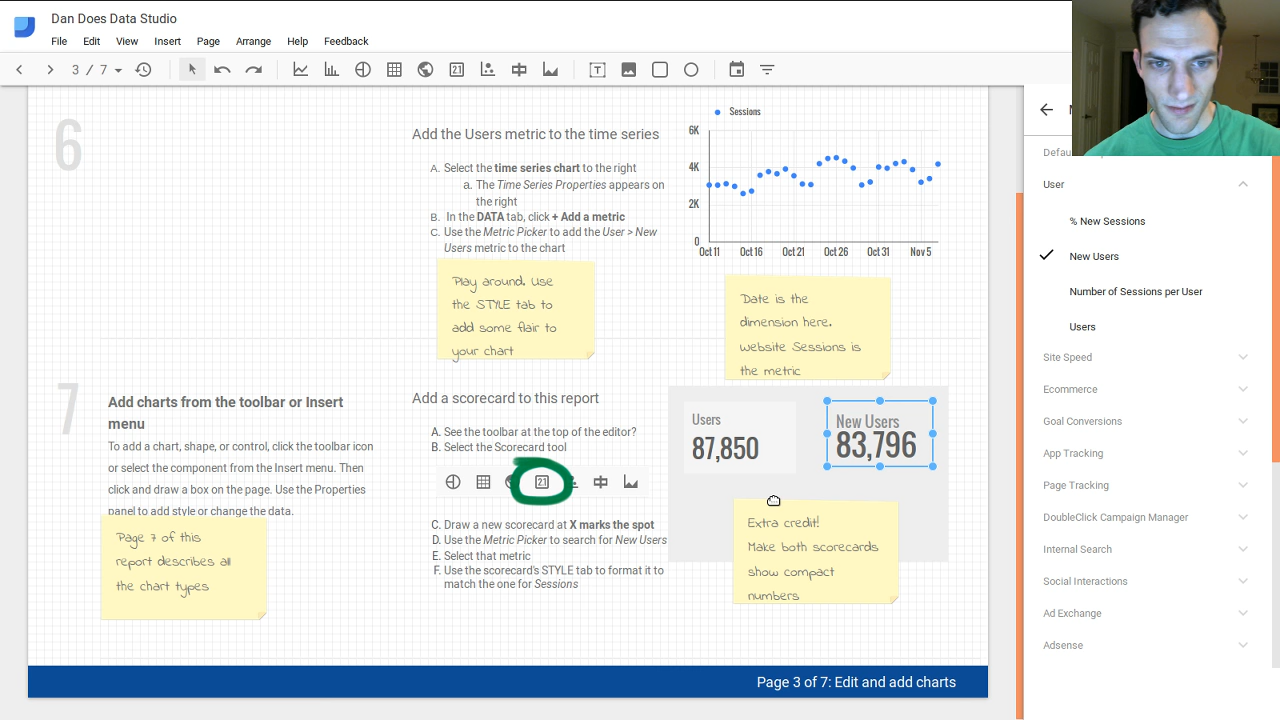 Dan Does Data Studio
File Edit View Insert Page Arrange Help Feedback
3 / 7
21
6
Add the Users metric to the time series
A. Select the time series chart to the right
a. The Time Series Properties appears on
the right
B. In the DATA tab, click + Add a metric
C. Use the Metric Picker to add the User > New
Users metric to the chart
Play around. Use
the STYLE tab to
add some flair to
your chart
Sessions
6K
4K
2K
0
Oct 11 Oct 16 Oct 21 Oct 26 Oct 31 Nov 5
Date is the
dimension here.
website Sessions is
the metric
7
Add charts from the toolbar or Insert
menu
To add a chart, shape, or control, click the toolbar icon
or select the component from the Insert menu. Then
click and draw a box on the page. Use the Properties
panel to add style or change the data.
Page 7 of this
report describes all
the chart types
Add a scorecard to this report
A. See the toolbar at the top of the editor?
B. Select the Scorecard tool
21
C. Draw a new scorecard at X marks the spot
D. Use the Metric Picker to search for New Users
E. Select that metric
F. Use the scorecard's STYLE tab to format it to
match the one for Sessions
Users
87,850
New Users
83,796
Extra credit!
Make both scorecards
show compact
numbers
Page 3 of 7: Edit and add charts
User
% New Sessions
New Users
Number of Sessions per User
Users
Site Speed
Ecommerce
Goal Conversions
App Tracking
Page Tracking
DoubleClick Campaign Manager
Internal Search
Social Interactions
Ad Exchange
Adsense